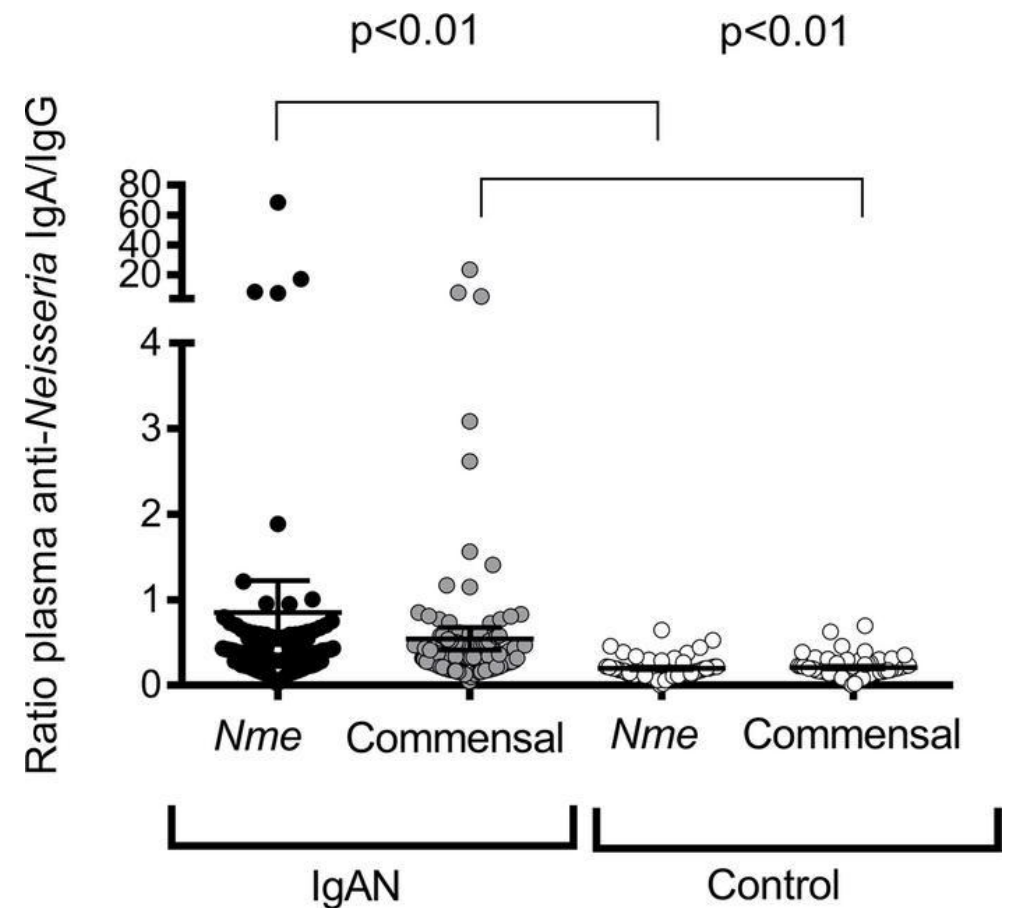 p<0.01 p<0.01
Ratio plasma anti-Neisseria IgA/IgG
80
60
40
20
4
3
2
1
0
Nme Commensal Nme Commensal
IgAN Control